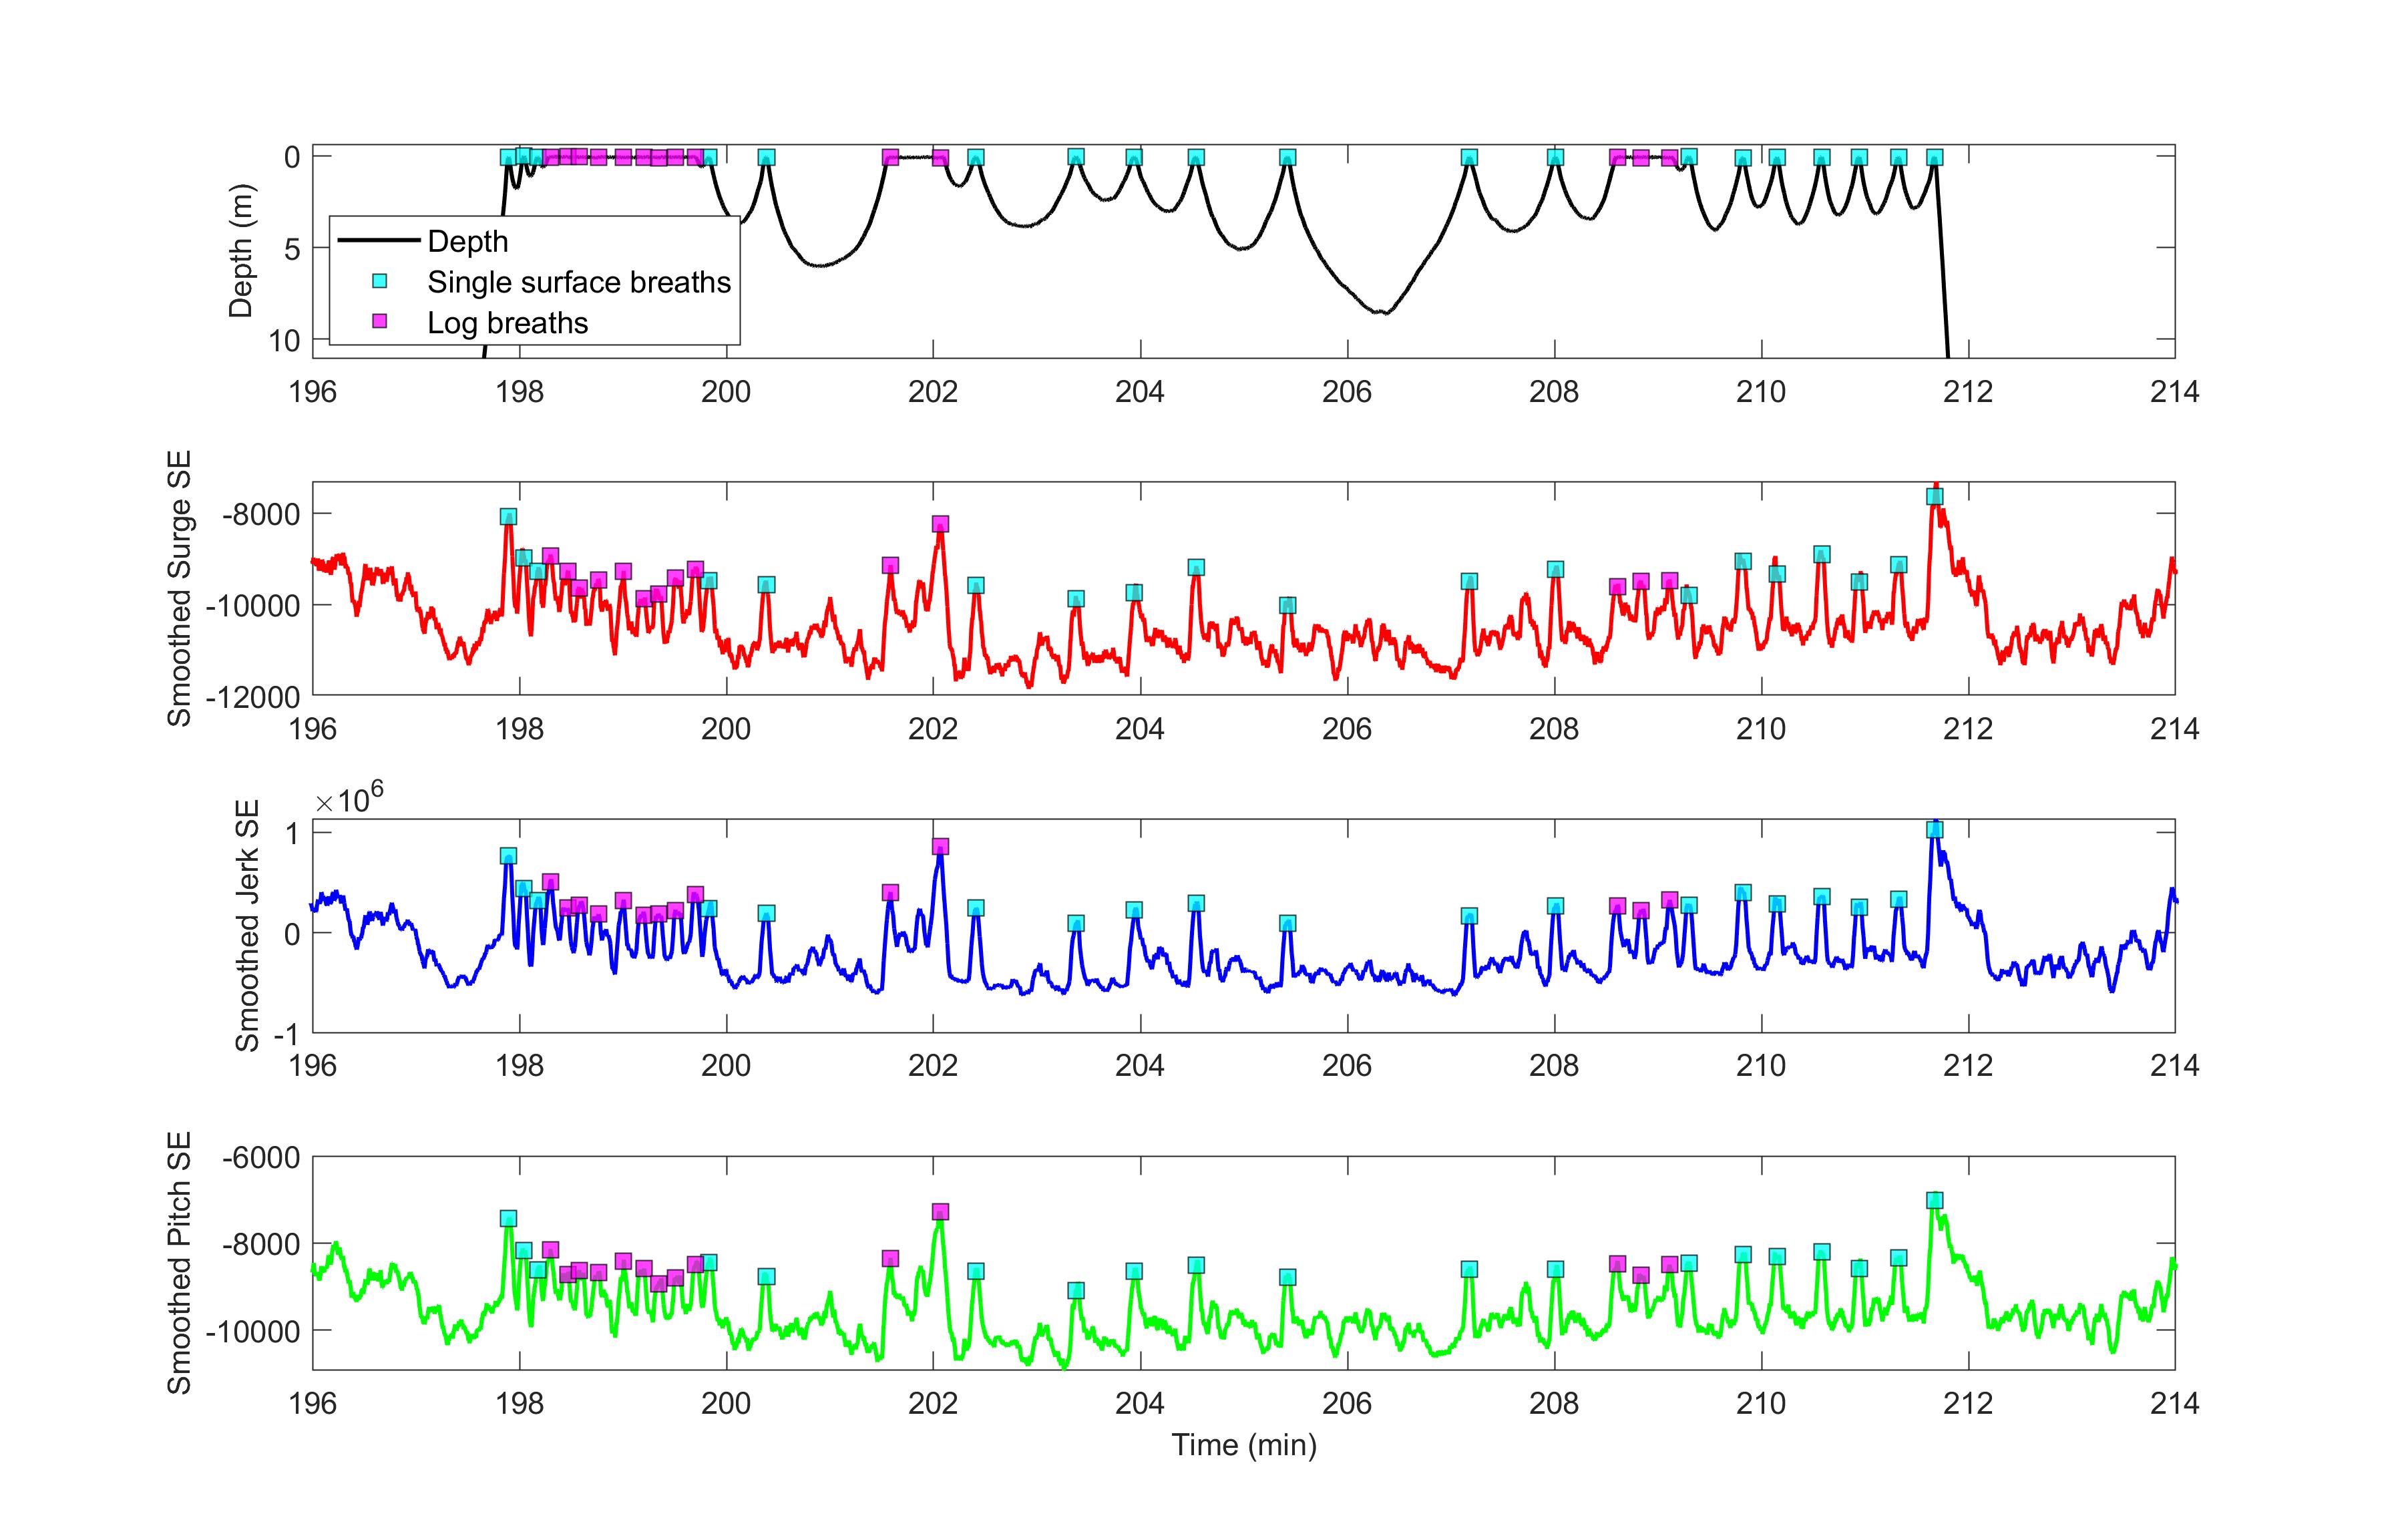 0
5
10
Depth (m)
Depth
Single surface breaths
Log breaths
196 198 200 202 204 206 208 210 212 214
Smoothed Surge SE
-8000
-10000
-12000
196 198 200 202 204 206 208 210 212 214
×10⁶
Smoothed Jerk SE
1
0
-1
196 198 200 202 204 206 208 210 212 214
Smoothed Pitch SE
-6000
-8000
-10000
196 198 200 202 204 206 208 210 212 214
Time (min)